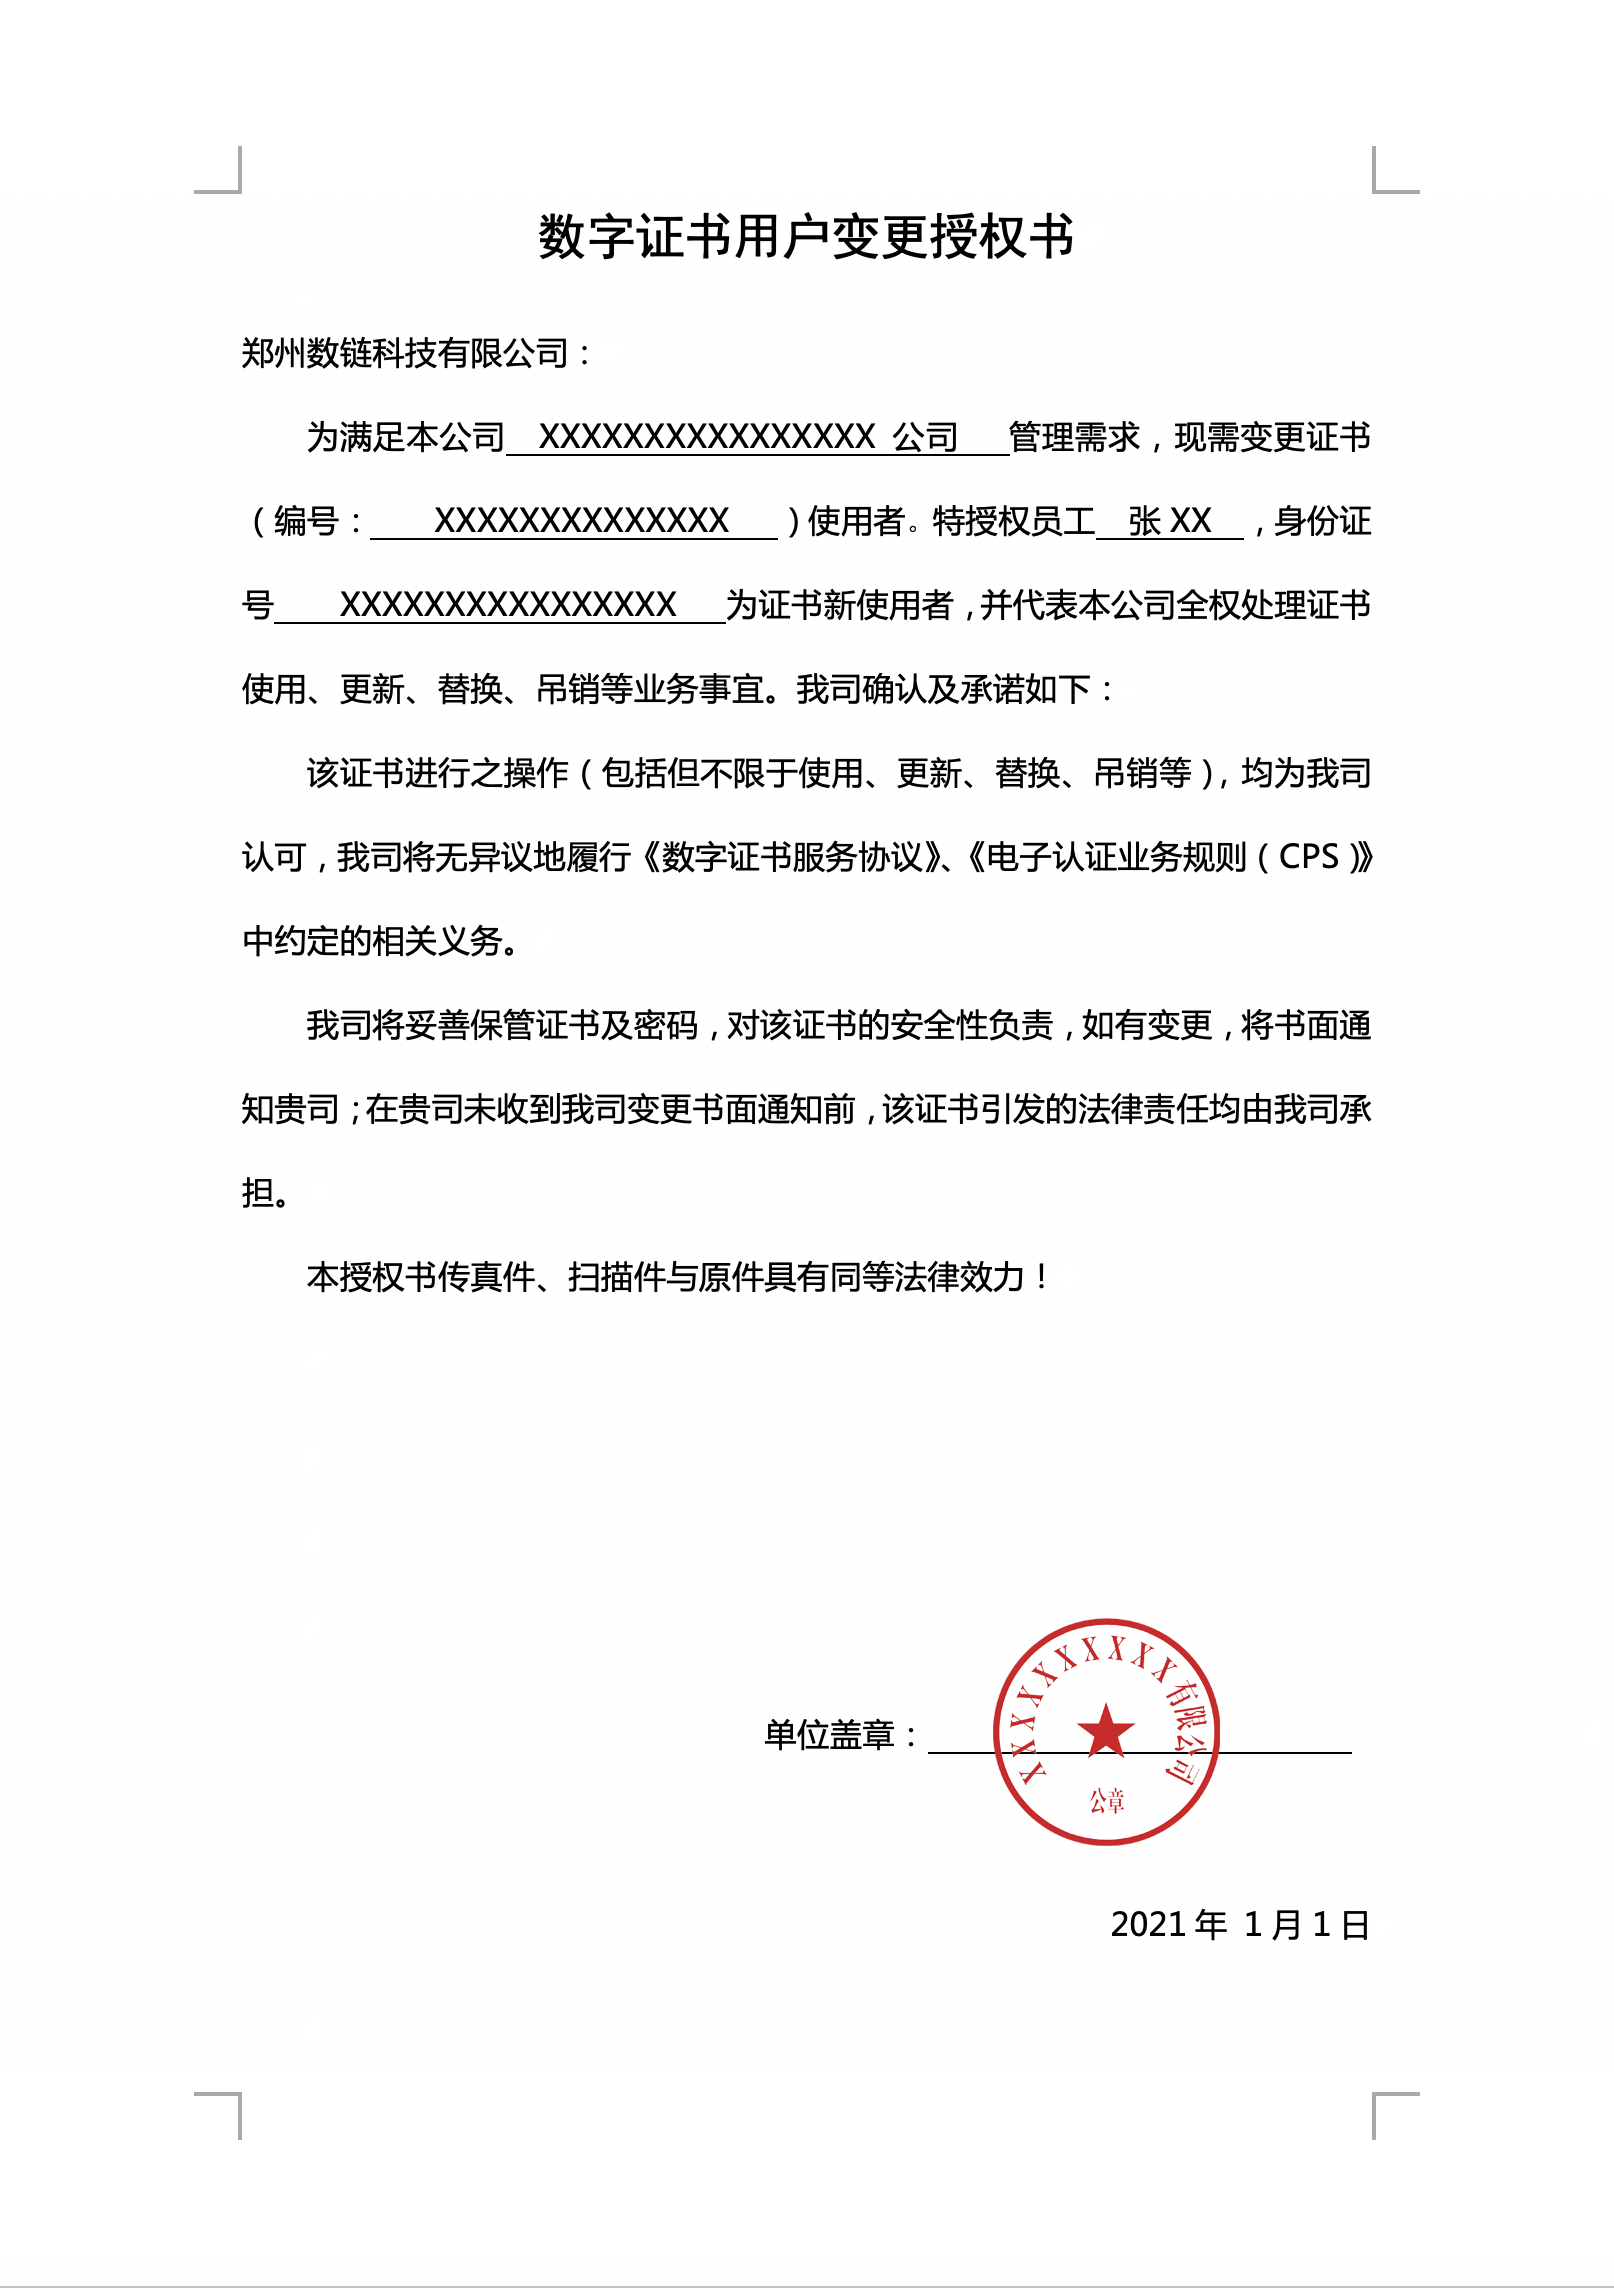 数字证书用户变更授权书
郑州数链科技有限公司：
为满足本公司 XXXXXXXXXXXXXXXX 公司 管理需求，现需变更证书
（编号： XXXXXXXXXXXXXX ）使用者。特授权员工 张 XX ，身份证
号 XXXXXXXXXXXXXXXX 为证书新使用者，并代表本公司全权处理证书
使用、更新、替换、吊销等业务事宜。我司确认及承诺如下：
该证书进行之操作（包括但不限于使用、更新、替换、吊销等），均为我司
认可，我司将无异议地履行《数字证书服务协议》、《电子认证业务规则（CPS）》
中约定的相关义务。
我司将妥善保管证书及密码，对该证书的安全性负责，如有变更，将书面通
知贵司；在贵司未收到我司变更书面通知前，该证书引发的法律责任均由我司承
担。
本授权书传真件、扫描件与原件具有同等法律效力！
XXXXXXXXXX有限公司
单位盖章：
公章
2021 年 1 月 1 日